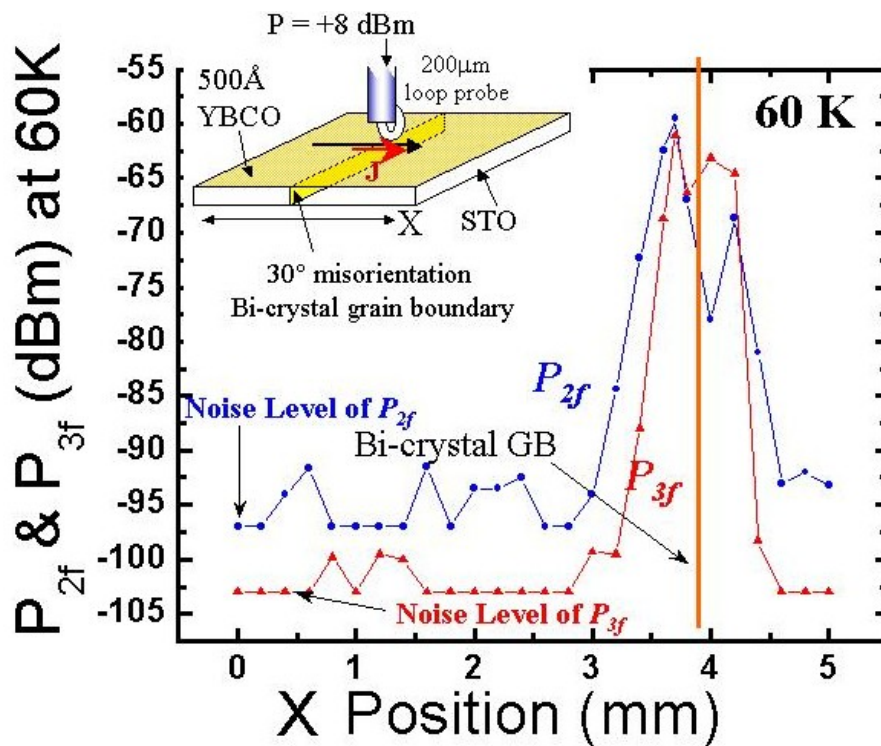 P = +8 dBm
500Å
YBCO
200μm
loop probe
60 K
J
X
STO
30° misorientation
Bi-crystal grain boundary
P2f & P3f (dBm) at 60K
-55
-60
-65
-70
-75
-80
-85
-90
-95
-100
-105
P2f
Noise Level of P2f
Bi-crystal GB
P3f
Noise Level of P3f
0 1 2 3 4 5
X Position (mm)